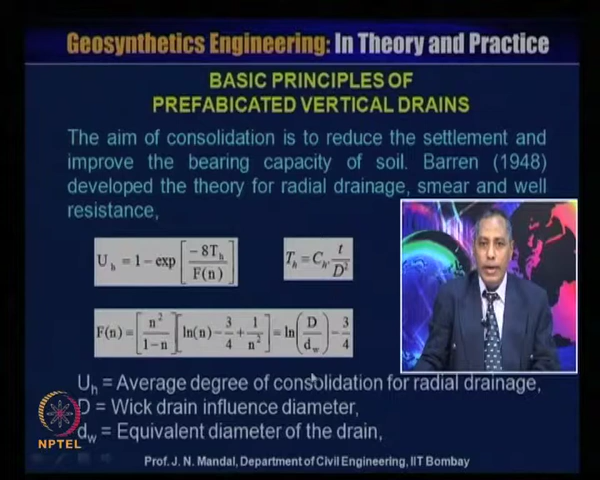 Geosynthetics Engineering: In Theory and Practice
BASIC PRINCIPLES OF
PREFABICATED VERTICAL DRAINS
The aim of consolidation is to reduce the settlement and
improve the bearing capacity of soil. Barren (1948)
developed the theory for radial drainage, smear and well
resistance,
U_h = 1 − exp[−8T_h / F(n)]
T_h = C_h · t / D²
F(n) = [n² / 1−n][ln(n) − 3/4 + 1/n²] = ln(D / d_w) − 3/4
U_h = Average degree of consolidation for radial drainage,
D = Wick drain influence diameter,
d_w = Equivalent diameter of the drain,
NPTEL
Prof. J. N. Mandal, Department of Civil Engineering, IIT Bombay